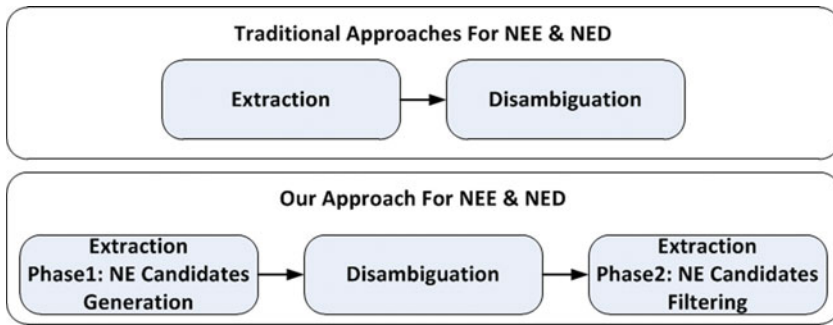 Traditional Approaches For NEE & NED
Extraction
Disambiguation
Our Approach For NEE & NED
Extraction
Phase1: NE Candidates
Generation
Disambiguation
Extraction
Phase2: NE Candidates
Filtering